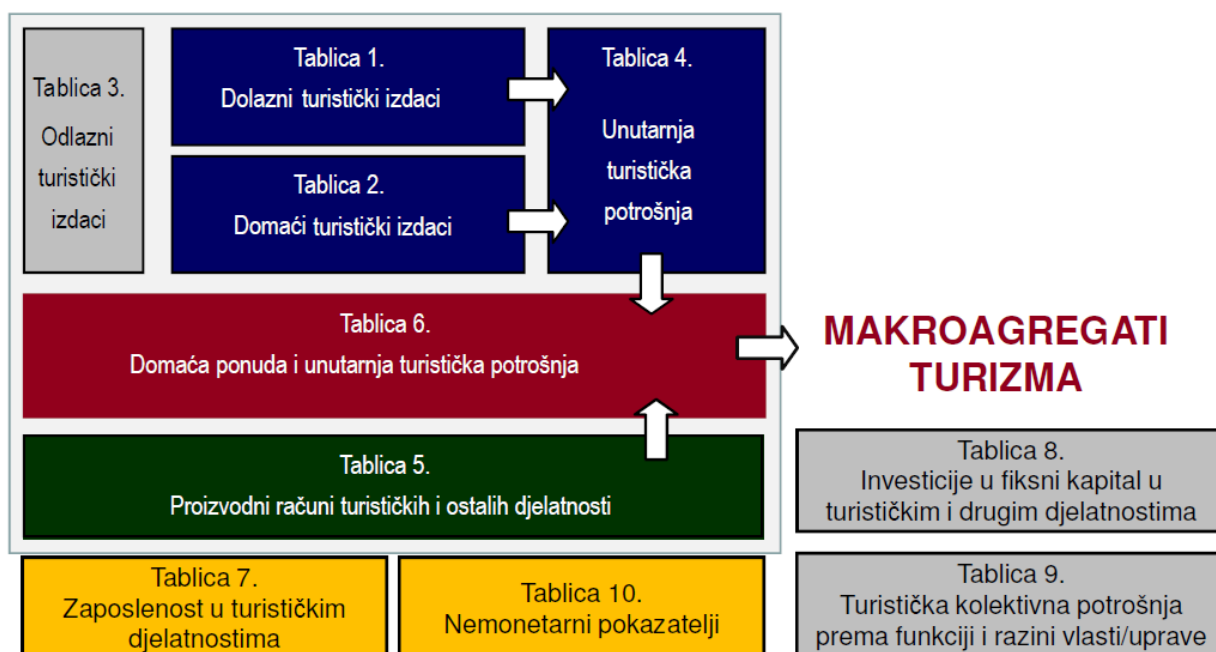 Tablica 3.
Odlazni
turistički
izdaci
Tablica 1.
Dolazni turistički izdaci
Tablica 2.
Domaći turistički izdaci
Tablica 4.
Unutarnja
turistička
potrošnja
Tablica 6.
Domaća ponuda i unutarnja turistička potrošnja
MAKROAGREGATI
TURIZMA
Tablica 5.
Proizvodni računi turističkih i ostalih djelatnosti
Tablica 8.
Investicije u fiksni kapital u
turističkim i drugim djelatnostima
Tablica 7.
Zaposlenost u turističkim
djelatnostima
Tablica 10.
Nemonetarni pokazatelji
Tablica 9.
Turistička kolektivna potrošnja
prema funkciji i razini vlasti/uprave